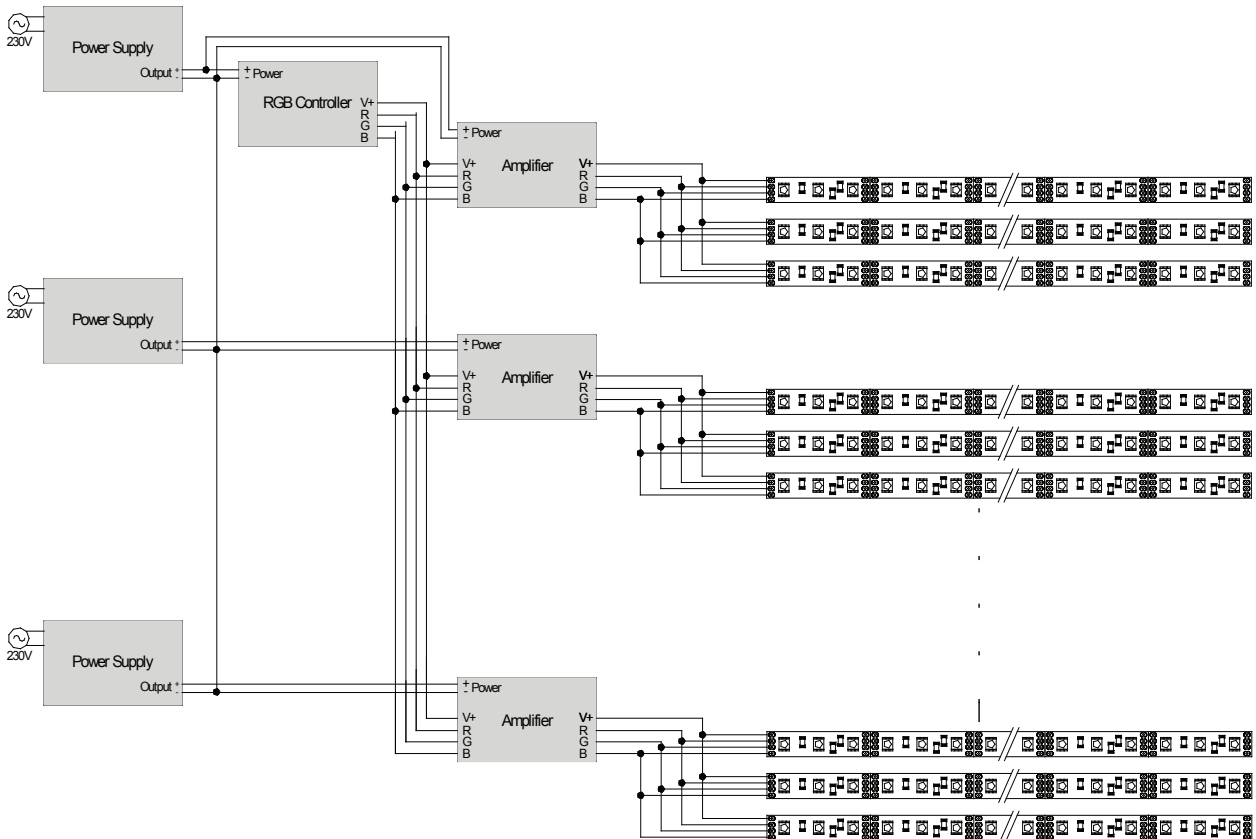 230V
Power Supply
Output + -
+ - Power
RGB Controller
V+
R
G
B
+ - Power
Amplifier
V+
R
G
B
V+
R
G
B
230V
Power Supply
Output + -
+ - Power
Amplifier
V+
R
G
B
V+
R
G
B
230V
Power Supply
Output + -
+ - Power
Amplifier
V+
R
G
B
V+
R
G
B